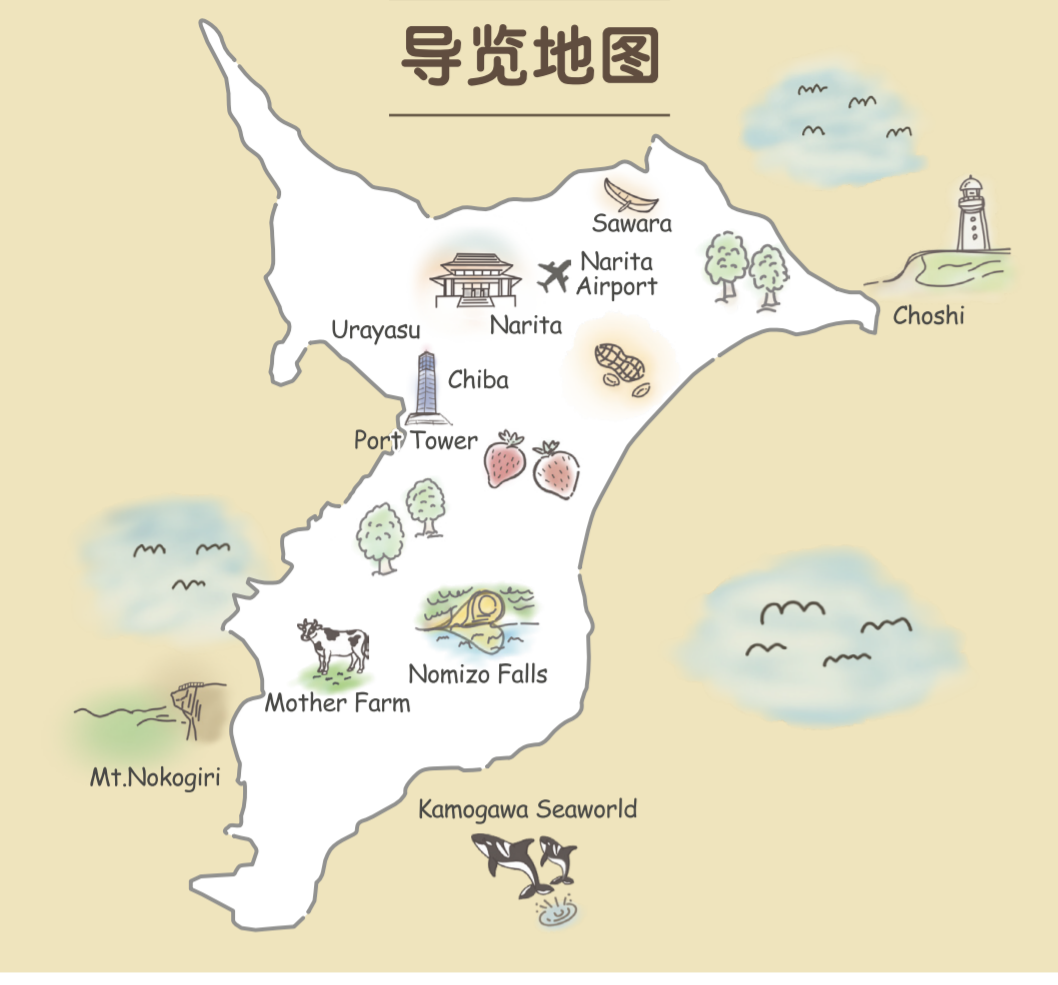 导览地图
Sawara
Narita
Airport
Choshi
Narita
Urayasu
Chiba
Port Tower
Nomizo Falls
Mother Farm
Mt.Nokogiri
Kamogawa Seaworld